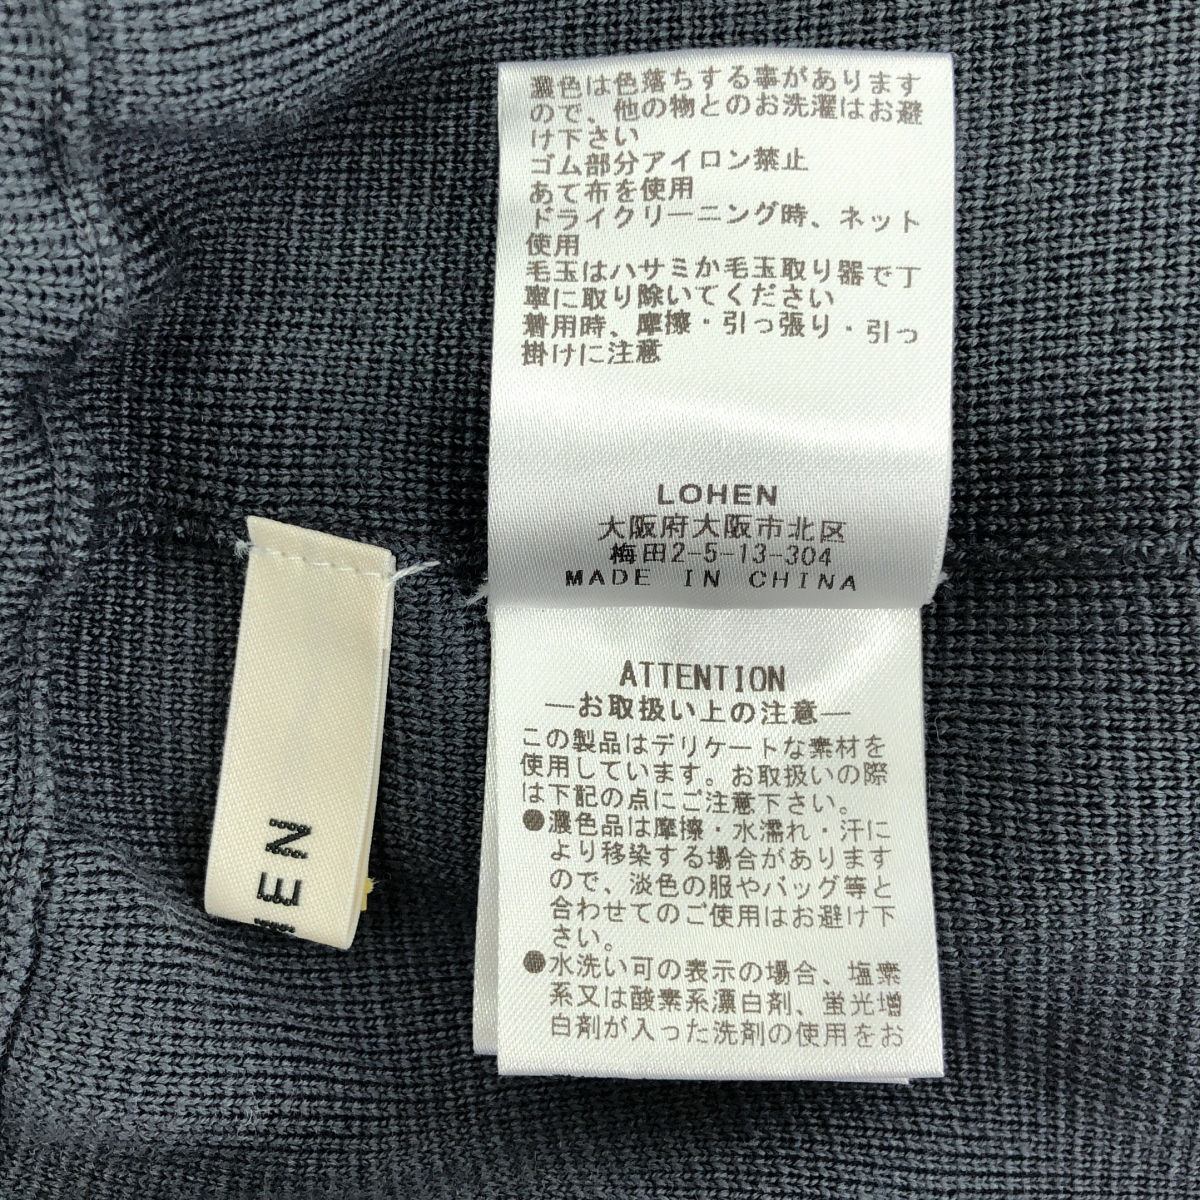 濃色は色落ちする事があります
ので、他の物とのお洗濯はお避
け下さい
ゴム部分アイロン禁止
あて布を使用
ドライクリーニング時、ネット
使用
毛玉はハサミか毛玉取り器で丁
寧に取り除いてください
着用時、摩擦・引っ張り・引っ
掛けに注意
LOHEN
大阪府大阪市北区
梅田2-5-13-304
MADE IN CHINA
ATTENTION
―お取扱い上の注意―
この製品はデリケートな素材を
使用しています。お取扱いの際
は下記の点にご注意下さい。
●濃色品は摩擦・水濡れ・汗に
より移染する場合があります
ので、淡色の服やバッグ等と
合わせてのご使用はお避け下
さい。
●水洗い可の表示の場合、塩素
系又は酸素系漂白剤、蛍光増
白剤が入った洗剤の使用をお
HEN